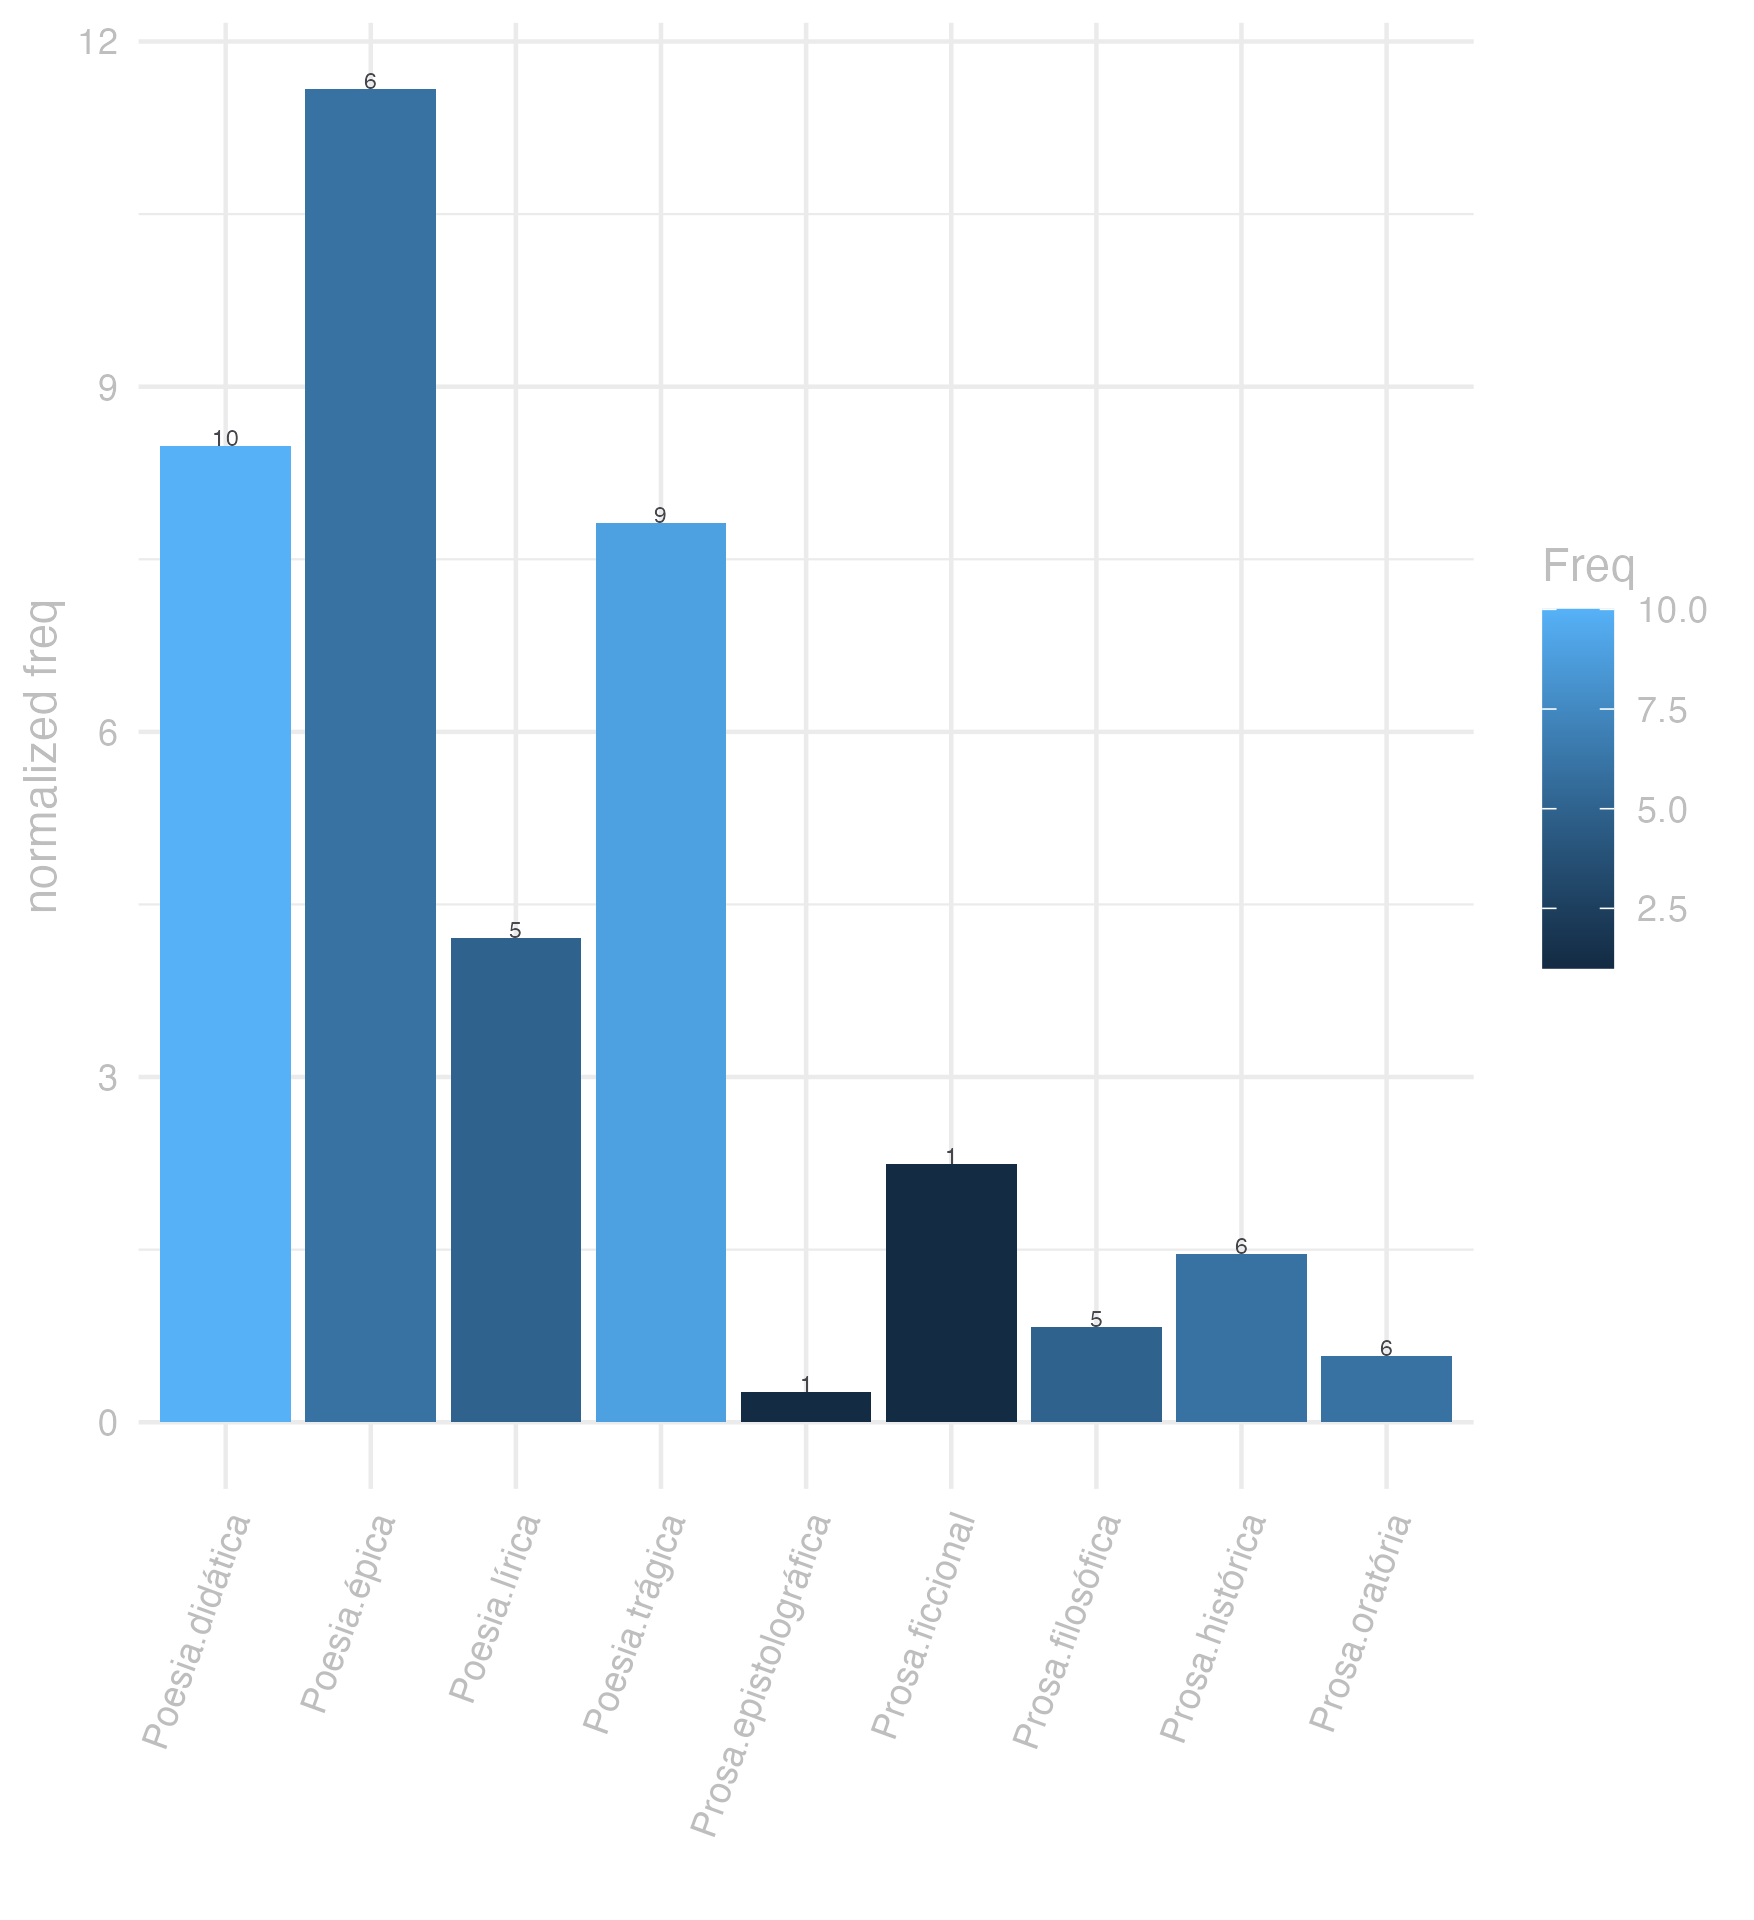 normalized freq
12
9
6
3
0
10
6
5
9
1
1
5
6
6
Poesia.didática
Poesia.épica
Poesia.lírica
Poesia.trágica
Prosa.epistolográfica
Prosa.ficcional
Prosa.filosófica
Prosa.histórica
Prosa.oratória
Freq
10.0
7.5
5.0
2.5